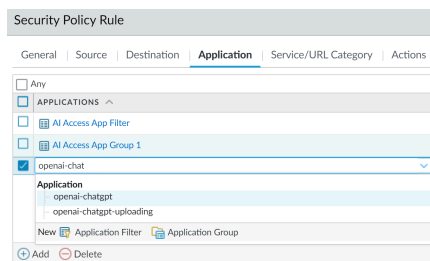 Security Policy Rule
General | Source | Destination | Application | Service/URL Category | Actions
Any
APPLICATIONS
AI Access App Filter
AI Access App Group 1
openai-chat
Application
openai-chatgpt
openai-chatgpt-uploading
New Application Filter Application Group
Add Delete